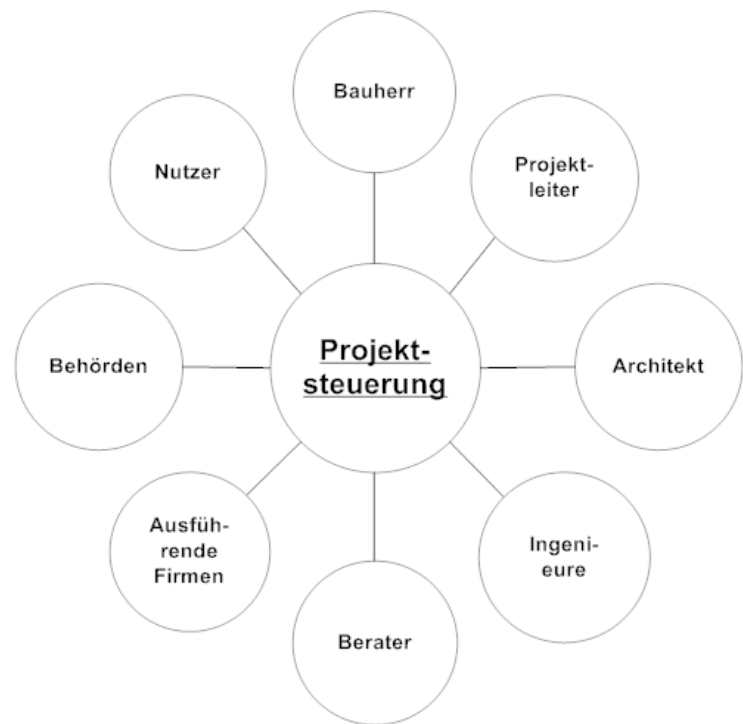 Bauherr
Nutzer
Projekt-
leiter
Behörden
Projekt-
steuerung
Architekt
Ausfüh-
rende
Firmen
Ingeni-
eure
Berater